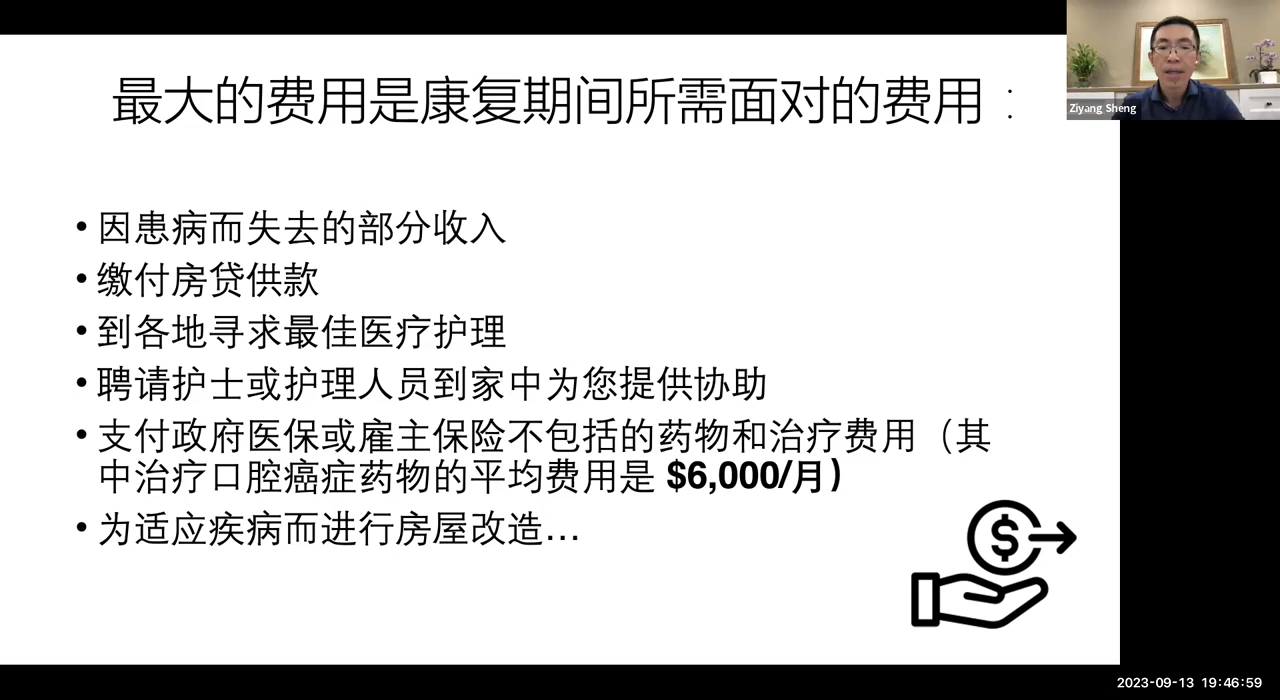 最大的费用是康复期间所需面对的费用：
Ziyang Sheng
• 因患病而失去的部分收入
• 缴付房贷供款
• 到各地寻求最佳医疗护理
• 聘请护士或护理人员到家中为您提供协助
• 支付政府医保或雇主保险不包括的药物和治疗费用（其
中治疗口腔癌症药物的平均费用是 $6,000/月）
• 为适应疾病而进行房屋改造…
$
2023-09-13 19:46:59